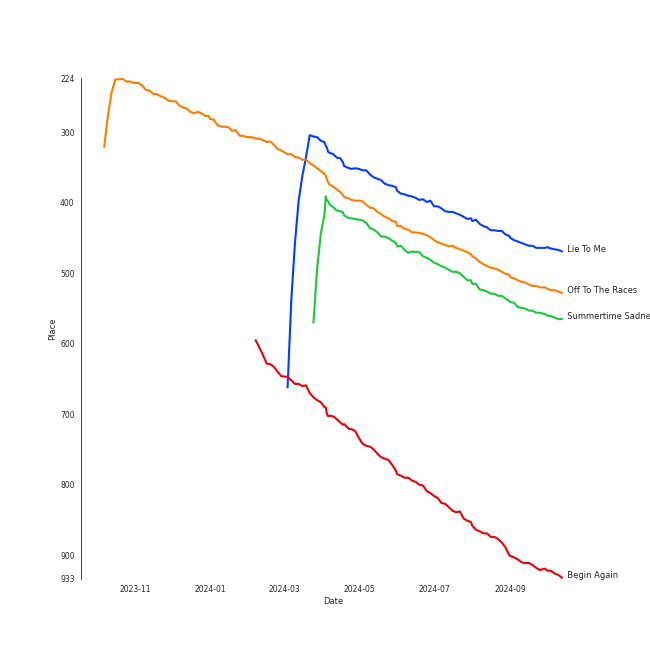 224
300
400
500
600
700
800
900
933
Place
2023-11
2024-01
2024-03
2024-05
2024-07
2024-09
Date
Lie To Me
Off To The Races
Summertime Sadne
Begin Again